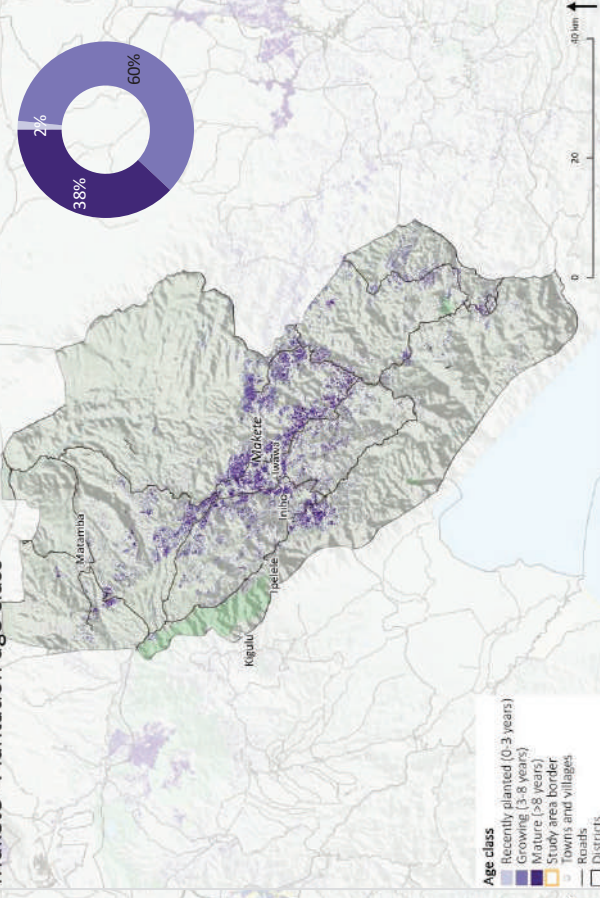 Age class
Recently planted (0-3 years)
Growing (3-8 years)
Mature (>8 years)
Study area border
Towns and villages
Roads
Districts
Matamba
Makete
Iwawa
Iniho
Ipelele
Kigulu
38%
2%
60%
0 20 40 km